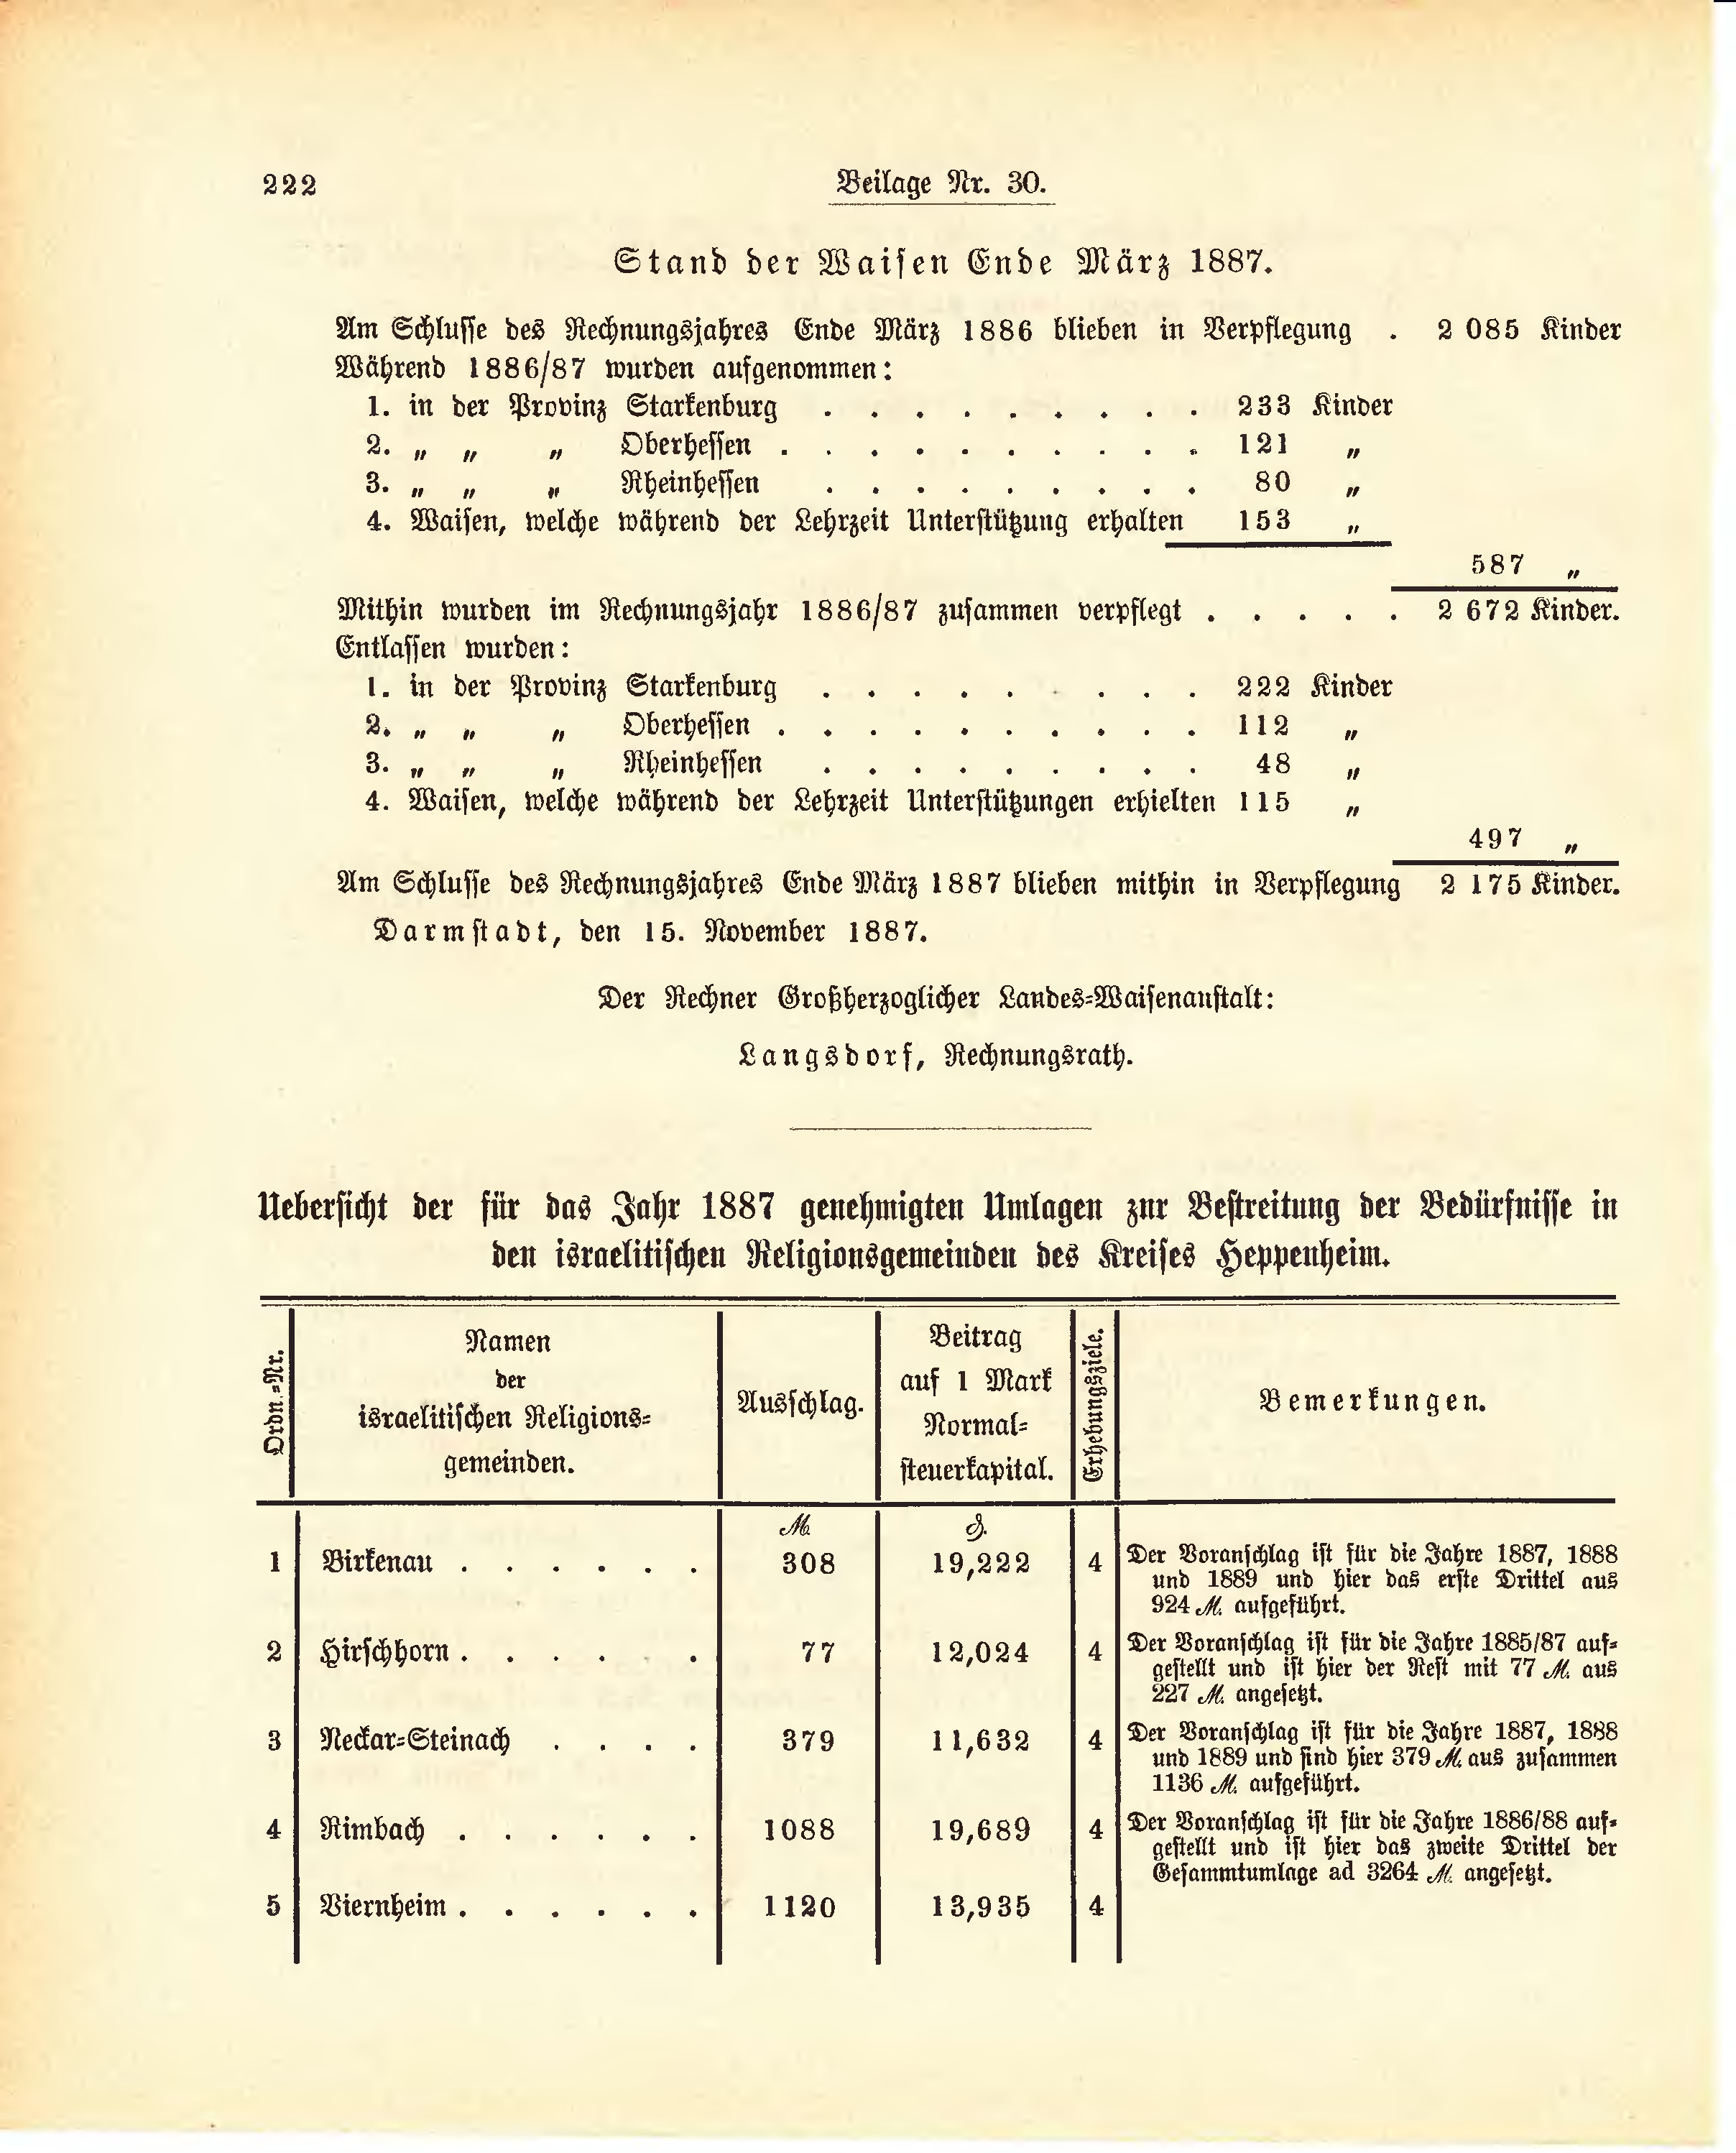 222
Beilage Nr. 30.
Stand der Waisen Ende März 1887.
Am Schlusse des Rechnungsjahres Ende März 1886 blieben in Verpflegung . 2 085 Kinder
Während 1886/87 wurden aufgenommen:
1. in der Provinz Starkenburg . . . . . . . . . 233 Kinder
2. „ „ „ Oberhessen . . . . . . . . . . 121 „
3. „ „ „ Rheinhessen . . . . . . . . . 80 „
4. Waisen, welche während der Lehrzeit Unterstützung erhalten 153 „
587 „
Mithin wurden im Rechnungsjahr 1886/87 zusammen verpflegt . . . . . 2 672 Kinder.
Entlassen wurden:
1. in der Provinz Starkenburg . . . . . . . . 222 Kinder
2. „ „ „ Oberhessen . . . . . . . . . . 112 „
3. „ „ „ Rheinhessen . . . . . . . . . 48 „
4. Waisen, welche während der Lehrzeit Unterstützungen erhielten 115 „
497 „
Am Schlusse des Rechnungsjahres Ende März 1887 blieben mithin in Verpflegung 2 175 Kinder.
Darmstadt, den 15. November 1887.
Der Rechner Großherzoglicher Landes-Waisenanstalt:
Langsdorf, Rechnungsrath.
Uebersicht der für das Jahr 1887 genehmigten Umlagen zur Bestreitung der Bedürfnisse in
den israelitischen Religionsgemeinden des Kreises Heppenheim.
Ordn.-Nr.
Namen
der
israelitischen Religions-
gemeinden.
Ausschlag.
Beitrag
auf 1 Mark
Normal-
steuerkapital.
Erhebungsziele.
Bemerkungen.
M. ₰.
1 Birkenau . . . . . . 308 19,222 4 Der Voranschlag ist für die Jahre 1887, 1888
und 1889 und hier das erste Drittel aus
924 M. aufgeführt.
2 Hirschhorn . . . . . 77 12,024 4 Der Voranschlag ist für die Jahre 1885/87 auf-
gestellt und ist hier der Rest mit 77 M. aus
227 M. angesetzt.
3 Neckar-Steinach . . . . 379 11,632 4 Der Voranschlag ist für die Jahre 1887, 1888
und 1889 und sind hier 379 M. aus zusammen
1136 M. aufgeführt.
4 Rimbach . . . . . . 1088 19,689 4 Der Voranschlag ist für die Jahre 1886/88 auf-
gestellt und ist hier das zweite Drittel der
Gesammtumlage ad 3264 M. angesetzt.
5 Viernheim . . . . . . 1120 13,935 4